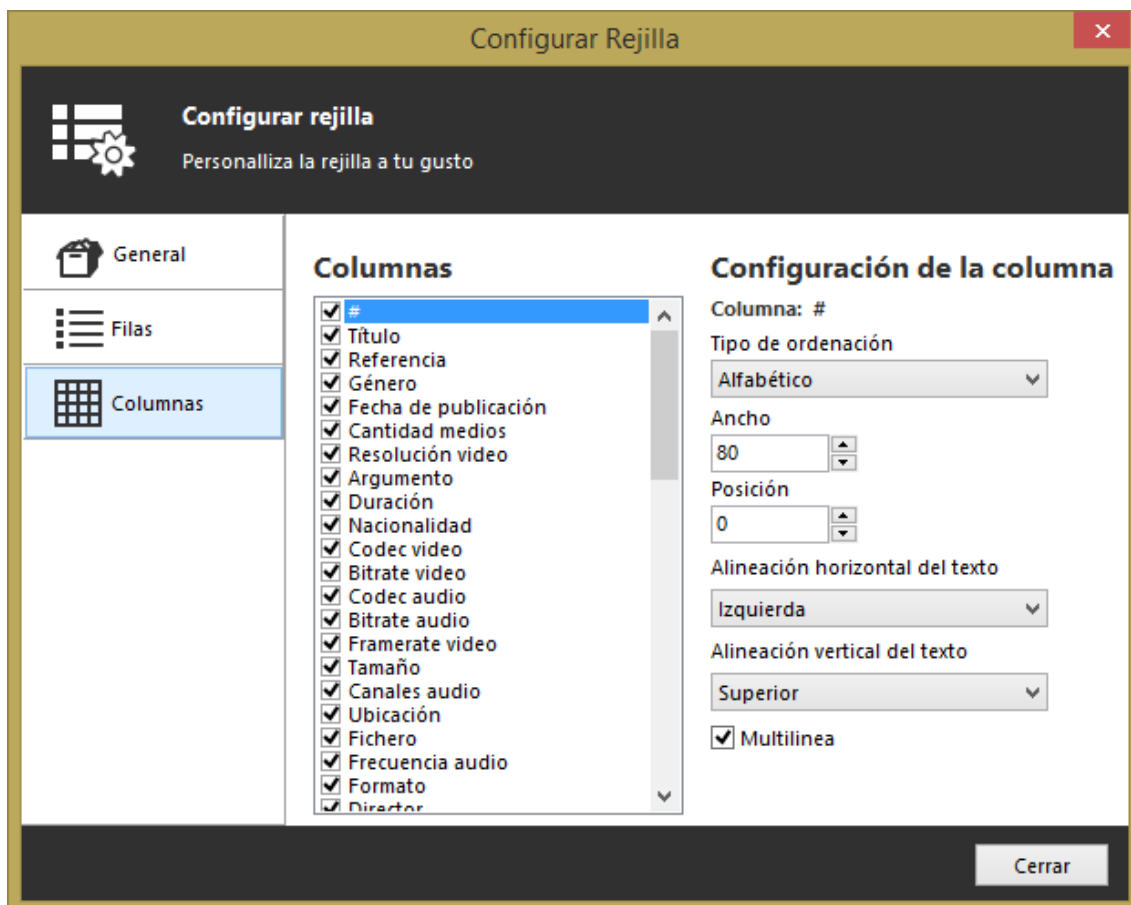 Configurar Rejilla
Configurar rejilla
Personalliza la rejilla a tu gusto
General
Filas
Columnas
Columnas
#
Título
Referencia
Género
Fecha de publicación
Cantidad medios
Resolución video
Argumento
Duración
Nacionalidad
Codec video
Bitrate video
Codec audio
Bitrate audio
Framerate video
Tamaño
Canales audio
Ubicación
Fichero
Frecuencia audio
Formato
Director
Configuración de la columna
Columna: #
Tipo de ordenación
Alfabético
Ancho
80
Posición
0
Alineación horizontal del texto
Izquierda
Alineación vertical del texto
Superior
Multilinea
Cerrar